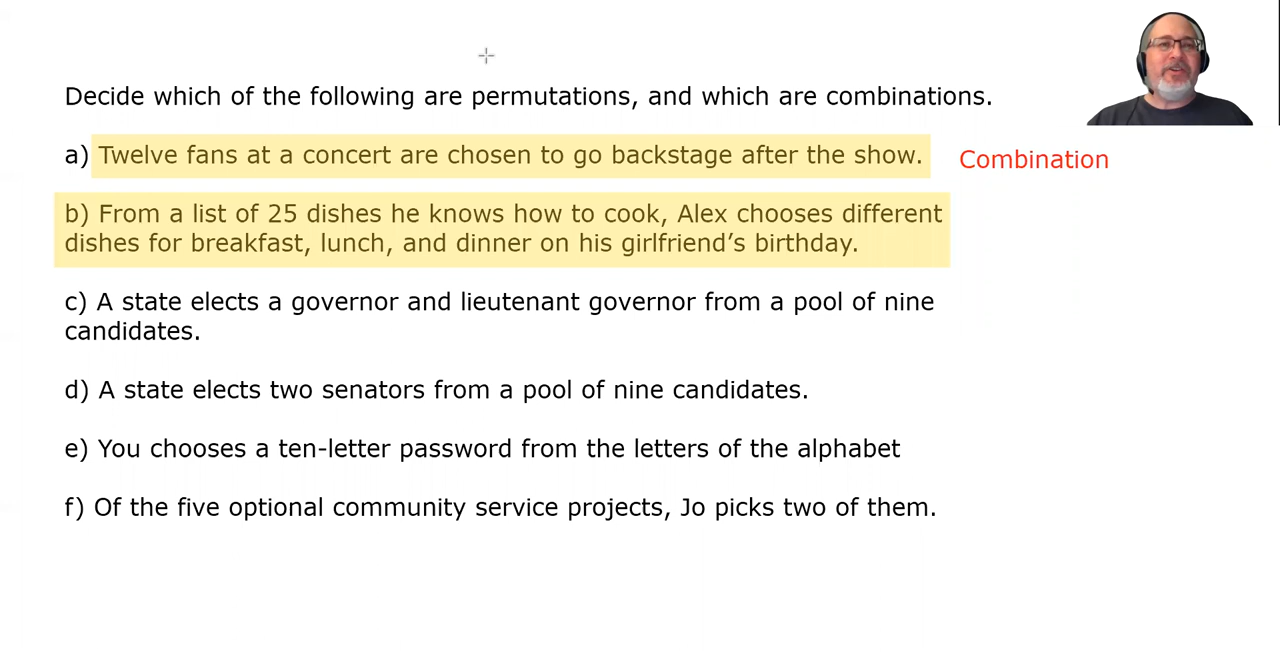 Decide which of the following are permutations, and which are combinations.
a) Twelve fans at a concert are chosen to go backstage after the show.
Combination
b) From a list of 25 dishes he knows how to cook, Alex chooses different
dishes for breakfast, lunch, and dinner on his girlfriend’s birthday.
c) A state elects a governor and lieutenant governor from a pool of nine
candidates.
d) A state elects two senators from a pool of nine candidates.
e) You chooses a ten-letter password from the letters of the alphabet
f) Of the five optional community service projects, Jo picks two of them.